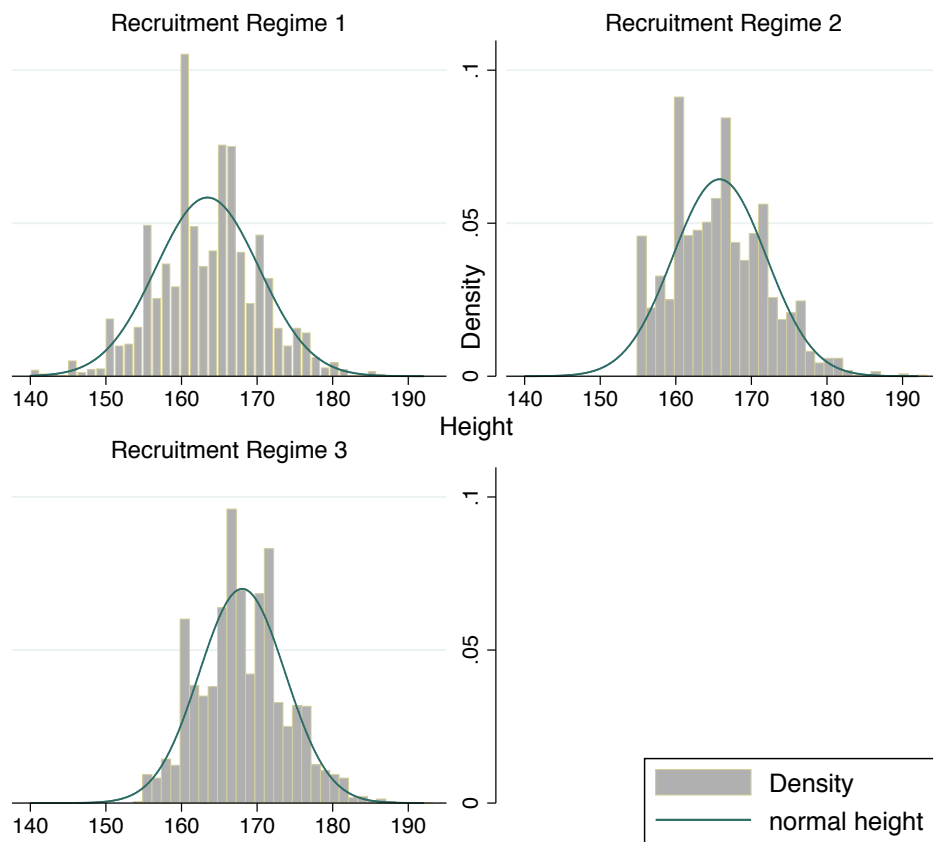 Recruitment Regime 1
Recruitment Regime 2
.1
.05
0
Density
140 150 160 170 180 190
140 150 160 170 180 190
Height
Recruitment Regime 3
.1
.05
0
140 150 160 170 180 190
Density
normal height